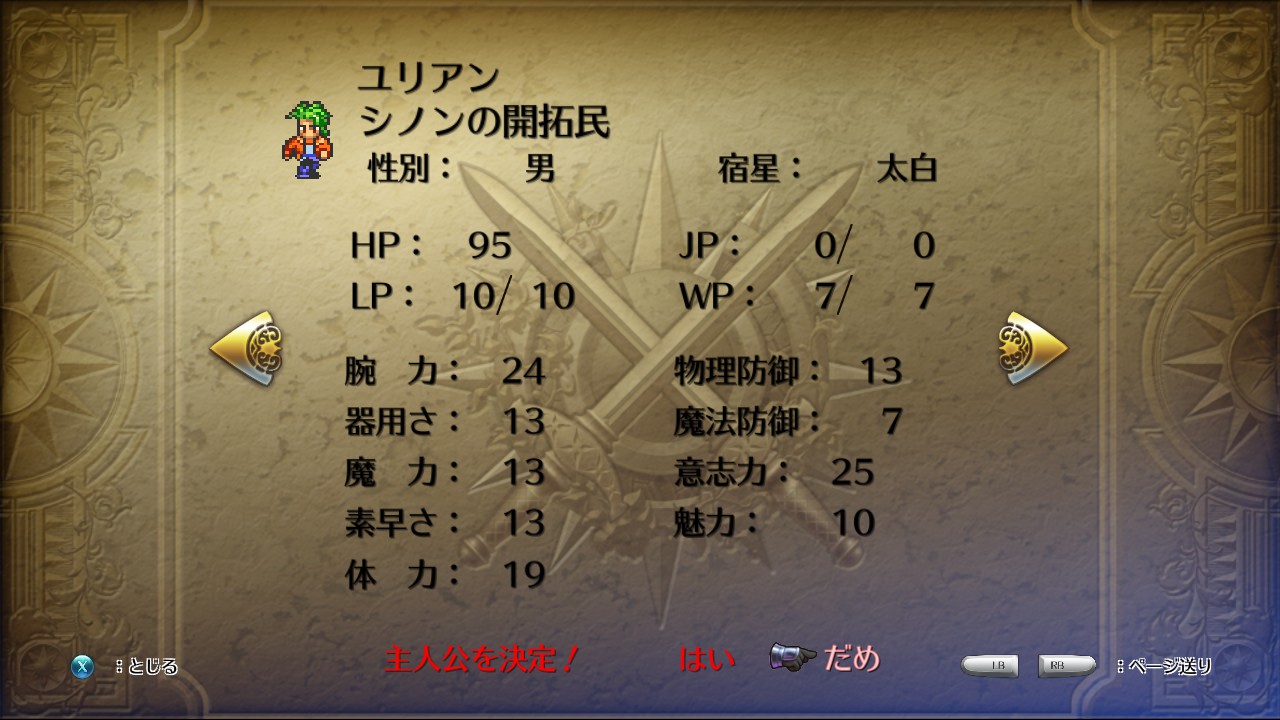 ユリアン
シノンの開拓民
性別： 男 宿星： 太白
HP： 95 JP： 0/ 0
LP： 10/ 10 WP： 7/ 7
腕 力： 24 物理防御： 13
器用さ： 13 魔法防御： 7
魔 力： 13 意志力： 25
素早さ： 13 魅力： 10
体 力： 19
主人公を決定！ はい だめ
X ：とじる LB RB ：ページ送り